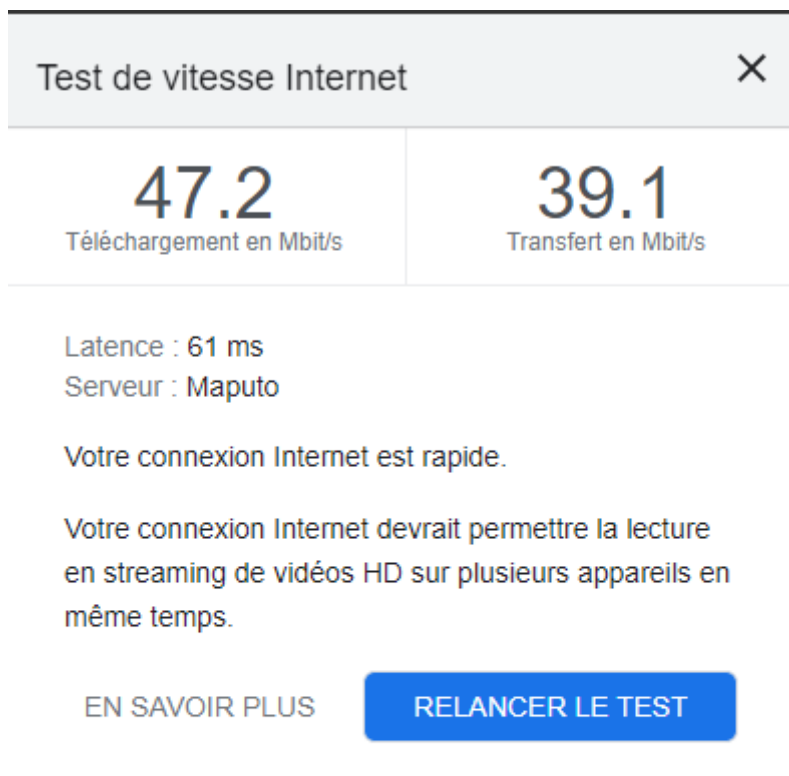 Test de vitesse Internet
47.2
Téléchargement en Mbit/s
39.1
Transfert en Mbit/s
Latence : 61 ms
Serveur : Maputo
Votre connexion Internet est rapide.
Votre connexion Internet devrait permettre la lecture
en streaming de vidéos HD sur plusieurs appareils en
même temps.
EN SAVOIR PLUS
RELANCER LE TEST